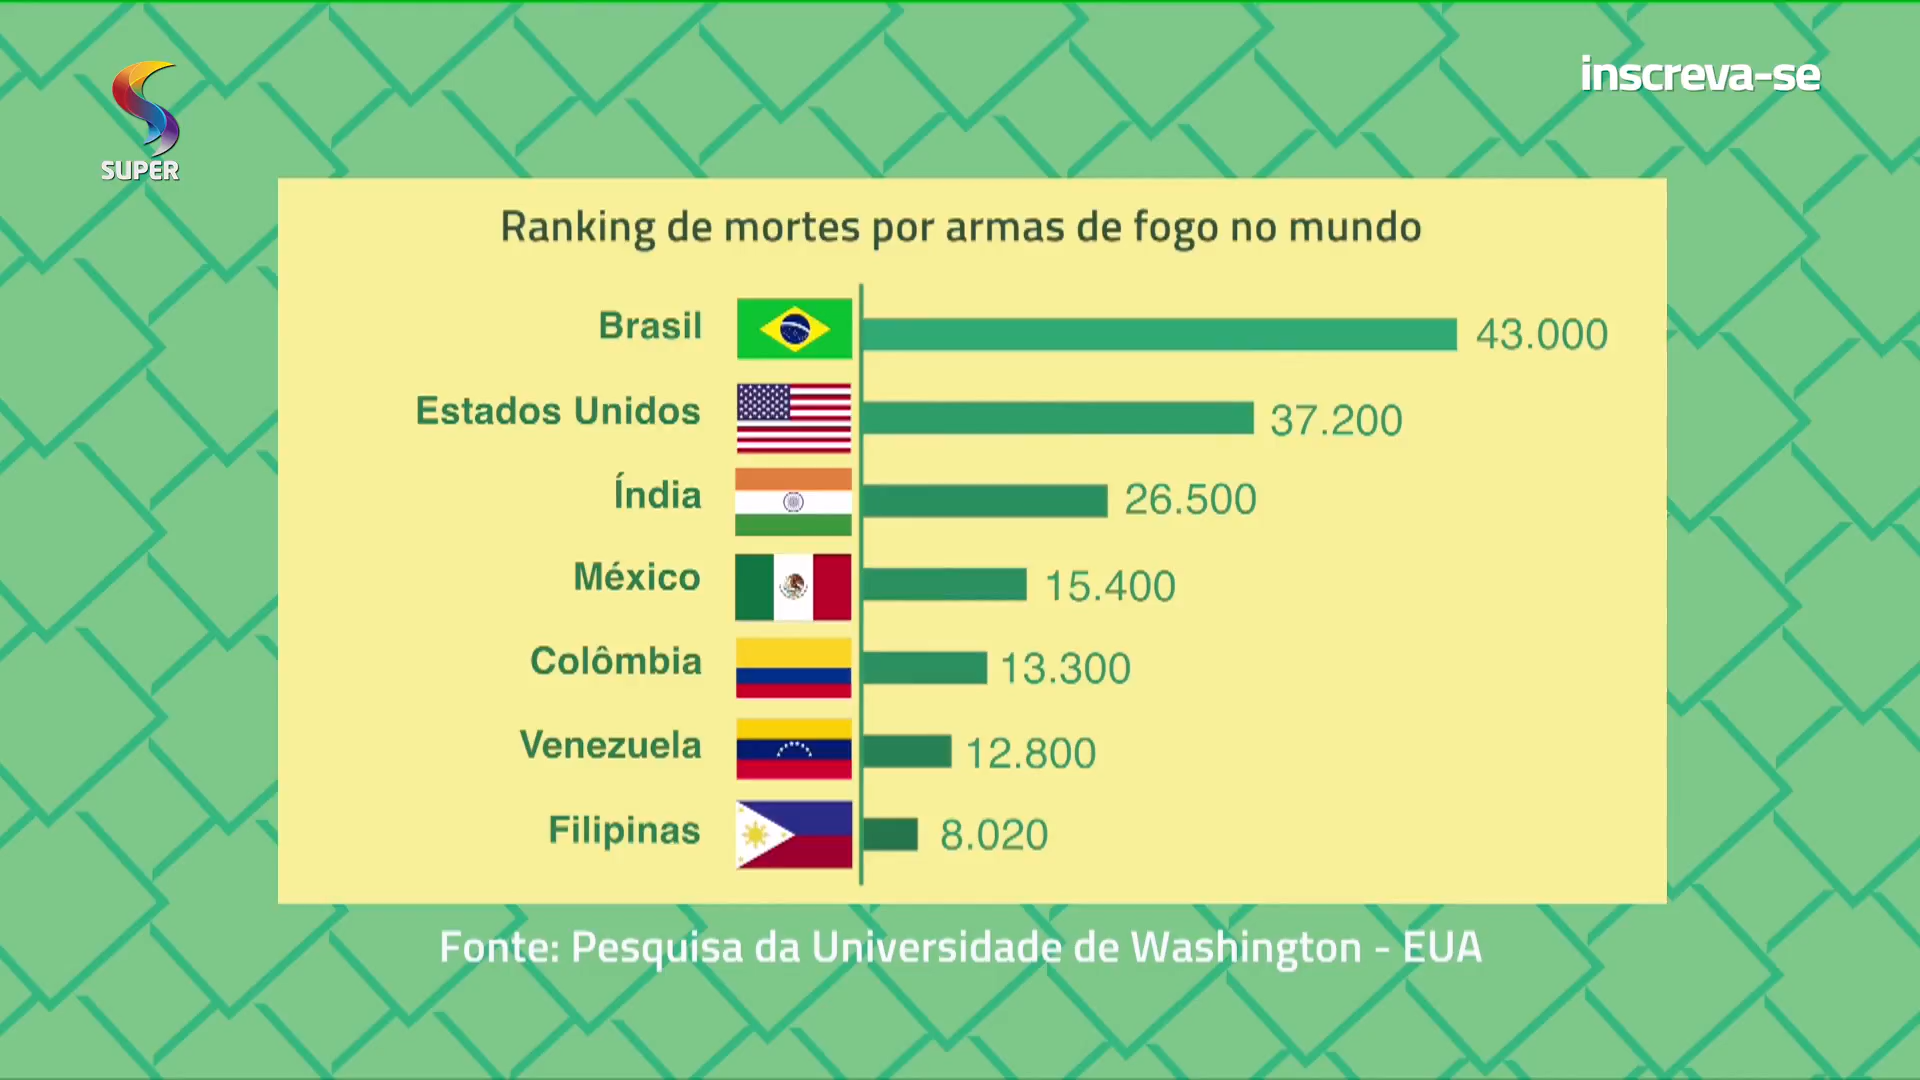 SUPER
inscreva-se
Ranking de mortes por armas de fogo no mundo
Brasil 43.000
Estados Unidos 37.200
Índia 26.500
México 15.400
Colômbia 13.300
Venezuela 12.800
Filipinas 8.020
Fonte: Pesquisa da Universidade de Washington - EUA